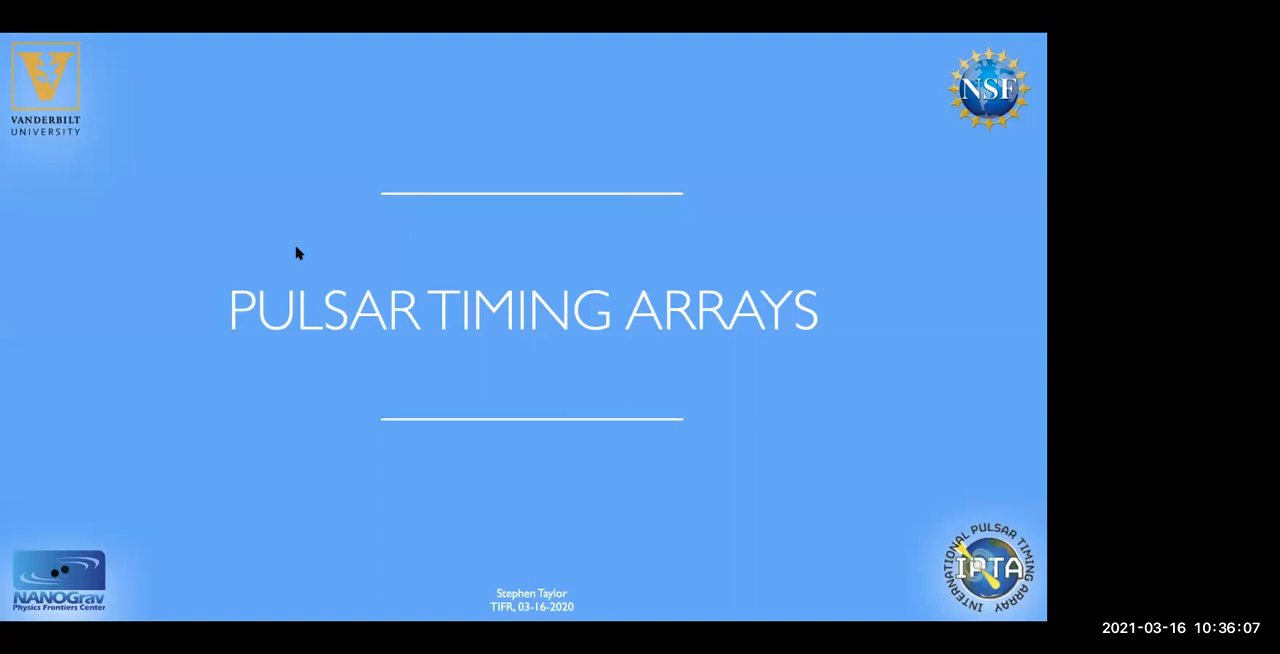 VANDERBILT
UNIVERSITY
NSF
PULSAR TIMING ARRAYS
NANOGrav
Physics Frontiers Center
Stephen Taylor
TIFR, 03-16-2020
INTERNATIONAL PULSAR TIMING ARRAY
IPTA
2021-03-16 10:36:07